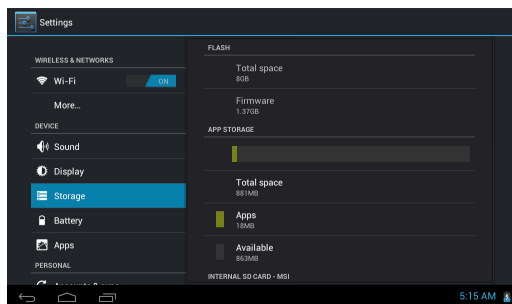 Settings
WIRELESS & NETWORKS
Wi-Fi
ON
More...
DEVICE
Sound
Display
Storage
Battery
Apps
PERSONAL
FLASH
Total space
8GB
Firmware
1.37GB
APP STORAGE
Total space
881MB
Apps
18MB
Available
863MB
INTERNAL SD CARD - MSI
5:15 AM